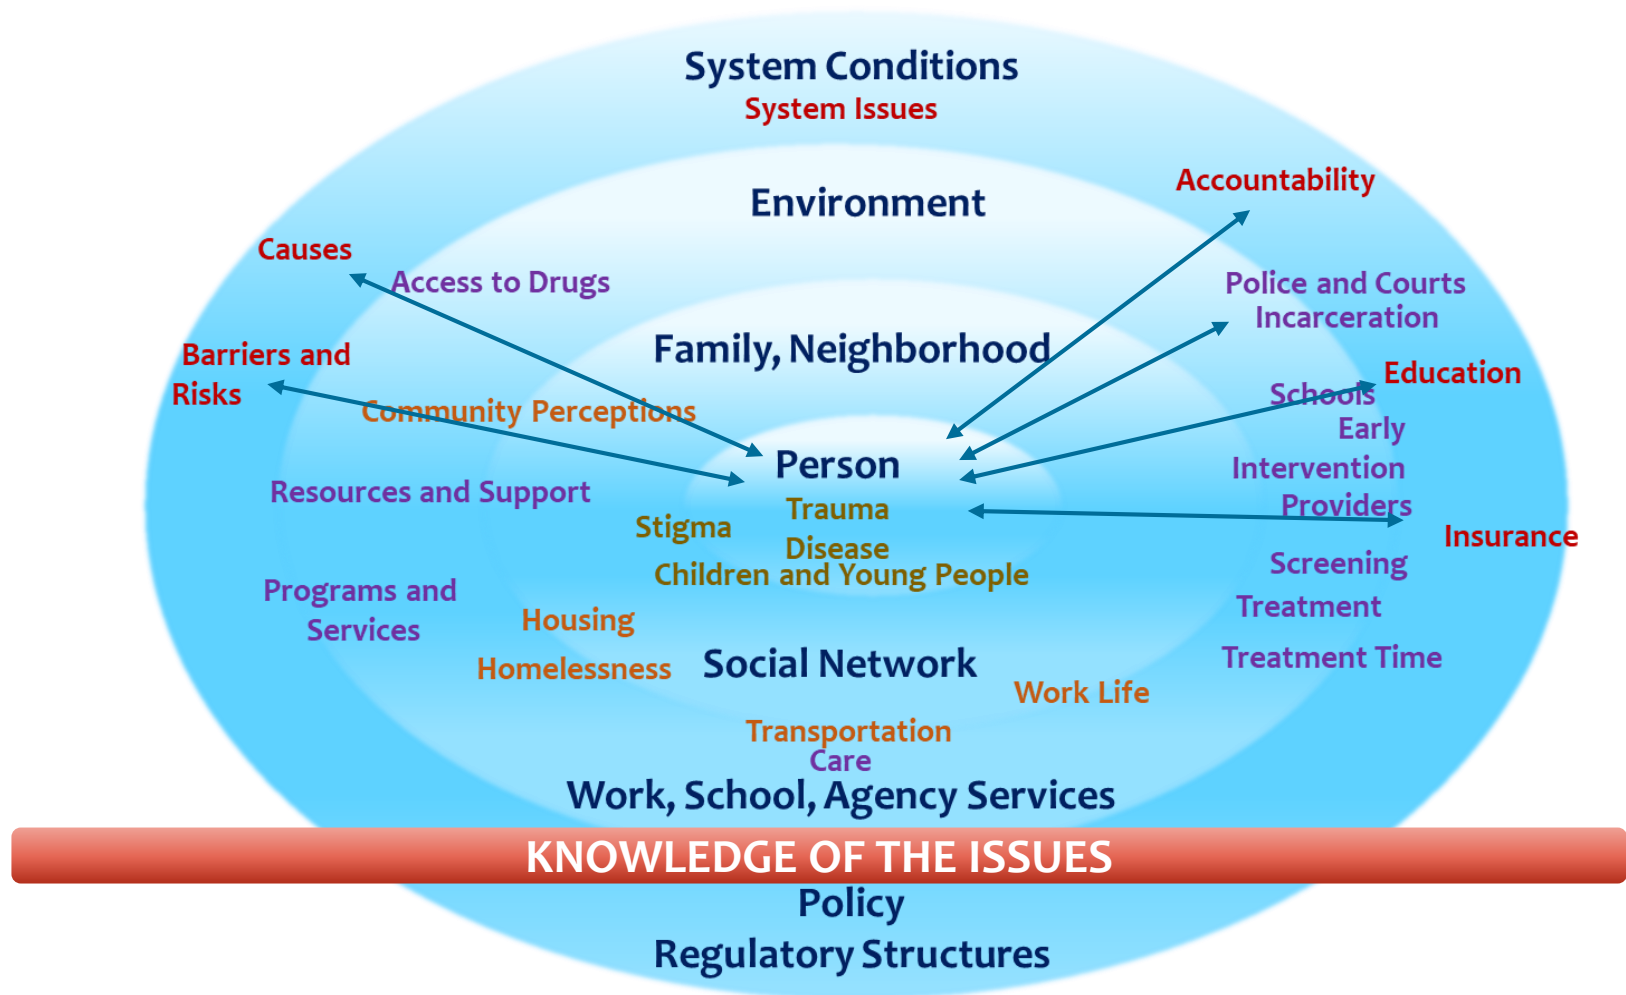 System Conditions
System Issues
Accountability
Environment
Causes
Access to Drugs
Police and Courts
Incarceration
Family, Neighborhood
Barriers and
Risks
Education
Schools
Community Perceptions
Early
Intervention
Person
Resources and Support
Providers
Trauma
Stigma
Insurance
Disease
Screening
Children and Young People
Programs and
Services
Treatment
Housing
Treatment Time
Social Network
Homelessness
Work Life
Transportation
Care
Work, School, Agency Services
KNOWLEDGE OF THE ISSUES
Policy
Regulatory Structures